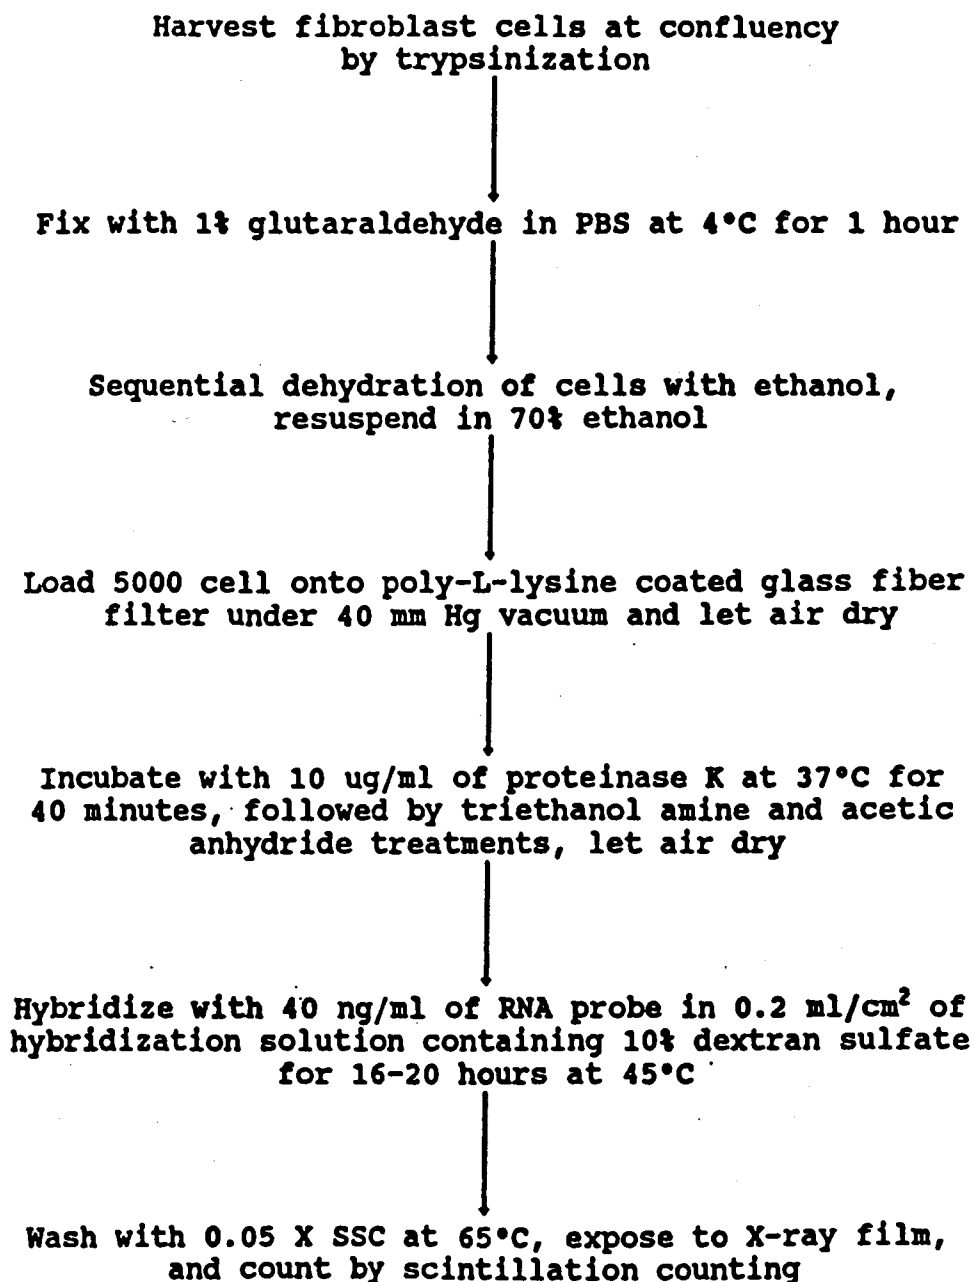 Harvest fibroblast cells at confluency
by trypsinization
Fix with 1% glutaraldehyde in PBS at 4°C for 1 hour
Sequential dehydration of cells with ethanol,
resuspend in 70% ethanol
Load 5000 cell onto poly-L-lysine coated glass fiber
filter under 40 mm Hg vacuum and let air dry
Incubate with 10 ug/ml of proteinase K at 37°C for
40 minutes, followed by triethanol amine and acetic
anhydride treatments, let air dry
Hybridize with 40 ng/ml of RNA probe in 0.2 ml/cm² of
hybridization solution containing 10% dextran sulfate
for 16-20 hours at 45°C
Wash with 0.05 X SSC at 65°C, expose to X-ray film,
and count by scintillation counting